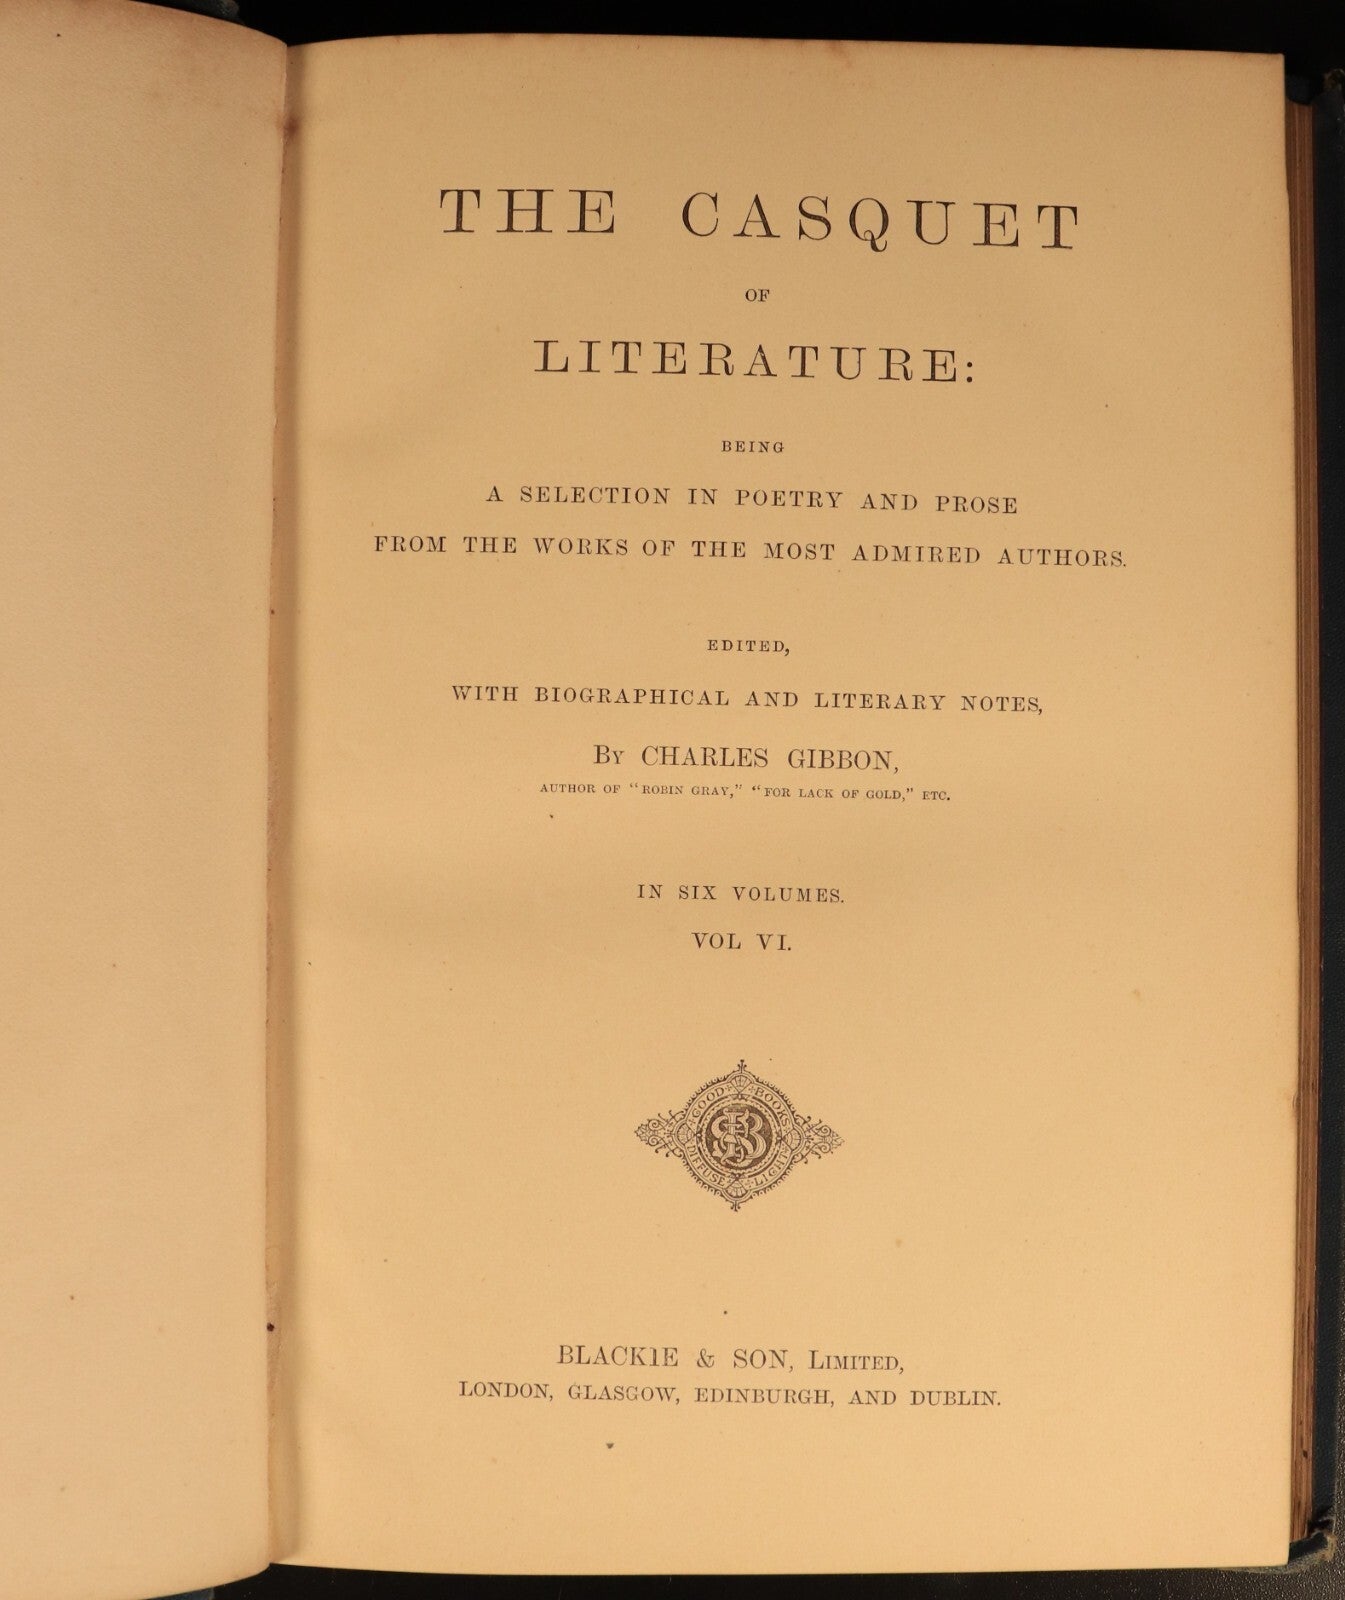 THE CASQUET
OF
LITERATURE:
BEING
A SELECTION IN POETRY AND PROSE
FROM THE WORKS OF THE MOST ADMIRED AUTHORS.
EDITED,
WITH BIOGRAPHICAL AND LITERARY NOTES,
BY CHARLES GIBBON,
AUTHOR OF "ROBIN GRAY," "FOR LACK OF GOLD," ETC.
IN SIX VOLUMES.
VOL VI.
GOOD BOOKS
DIFFUSE LIGHT
BLACKIE & SON, LIMITED,
LONDON, GLASGOW, EDINBURGH, AND DUBLIN.